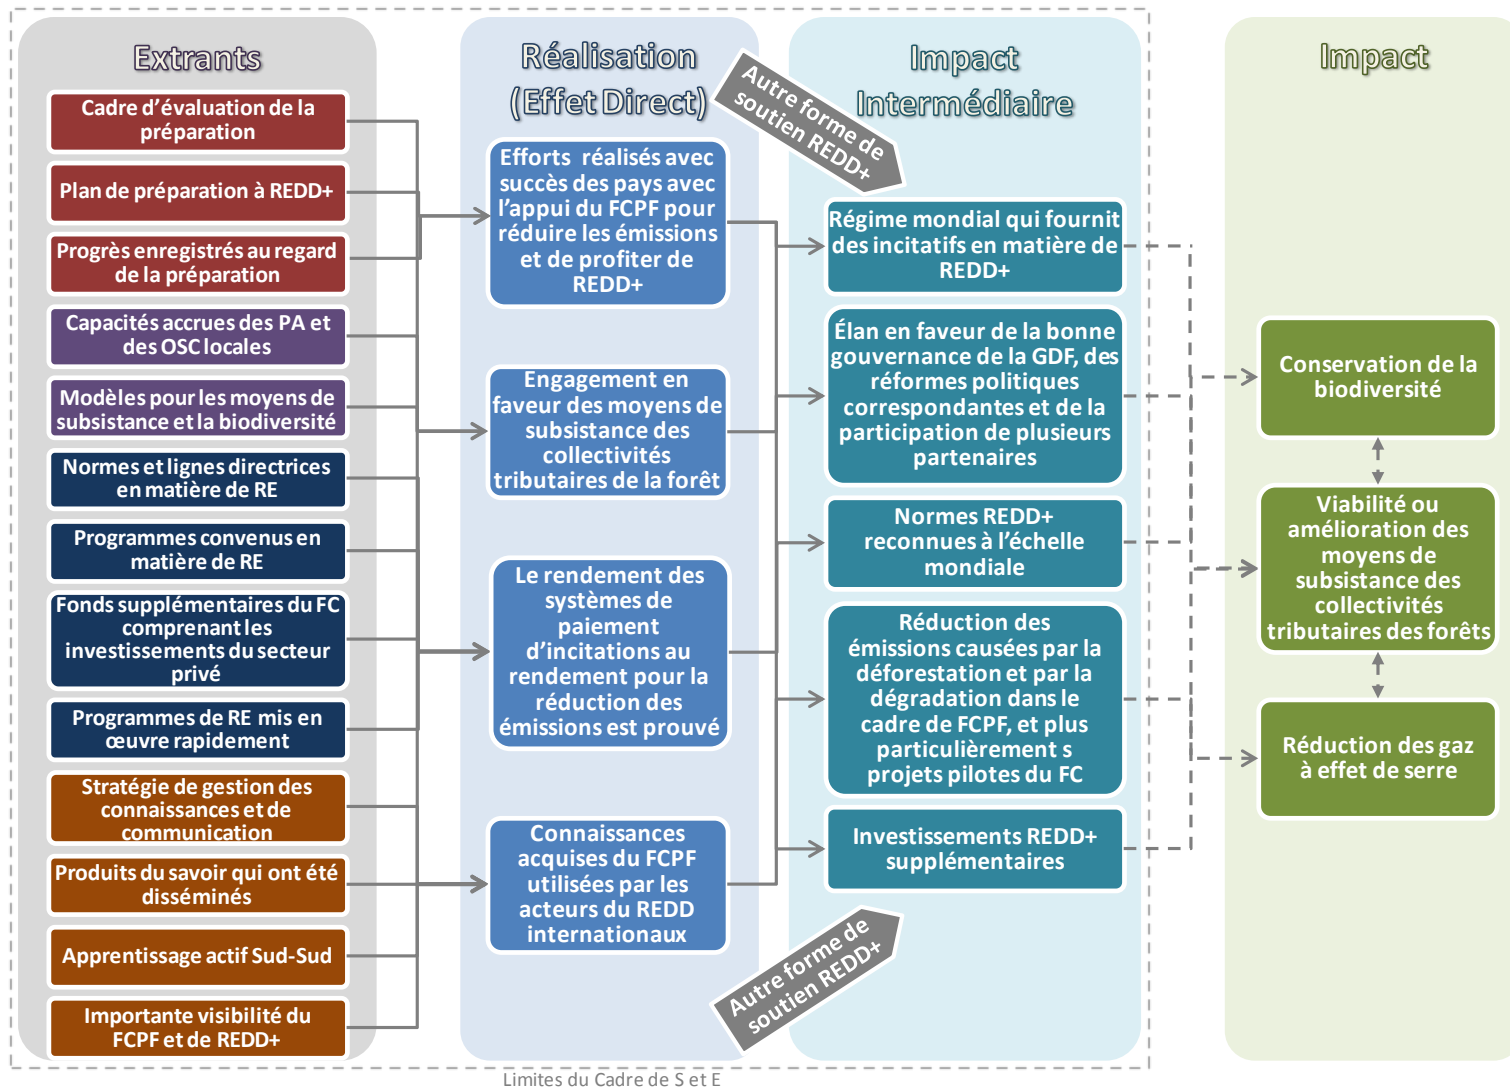 Extrants
Cadre d’évaluation de la
préparation
Plan de préparation à REDD+
Progrès enregistrés au regard
de la préparation
Capacités accrues des PA et
des OSC locales
Modèles pour les moyens de
subsistance et la biodiversité
Normes et lignes directrices
en matière de RE
Programmes convenus en
matière de RE
Fonds supplémentaires du FC
comprenant les
investissements du secteur
privé
Programmes de RE mis en
œuvre rapidement
Stratégie de gestion des
connaissances et de
communication
Produits du savoir qui ont été
disséminés
Apprentissage actif Sud-Sud
Importante visibilité du
FCPF et de REDD+
Réalisation
(Effet Direct)
Efforts réalisés avec
succès des pays avec
l’appui du FCPF pour
réduire les émissions
et de profiter de
REDD+
Engagement en
faveur des moyens de
subsistance des
collectivités
tributaires de la forêt
Le rendement des
systèmes de
paiement
d’incitations au
rendement pour la
réduction des
émissions est prouvé
Connaissances
acquises du FCPF
utilisées par les
acteurs du REDD
internationaux
Autre forme de
soutien REDD+
Impact
Intermédiaire
Régime mondial qui fournit
des incitatifs en matière de
REDD+
Élan en faveur de la bonne
gouvernance de la GDF, des
réformes politiques
correspondantes et de la
participation de plusieurs
partenaires
Normes REDD+
reconnues à l’échelle
mondiale
Réduction des
émissions causées par la
déforestation et par la
dégradation dans le
cadre de FCPF, et plus
particulièrement s
projets pilotes du FC
Investissements REDD+
supplémentaires
Autre forme de
soutien REDD+
Impact
Conservation de la
biodiversité
Viabilité ou
amélioration des
moyens de
subsistance des
collectivités
tributaires des forêts
Réduction des gaz
à effet de serre
Limites du Cadre de S et E